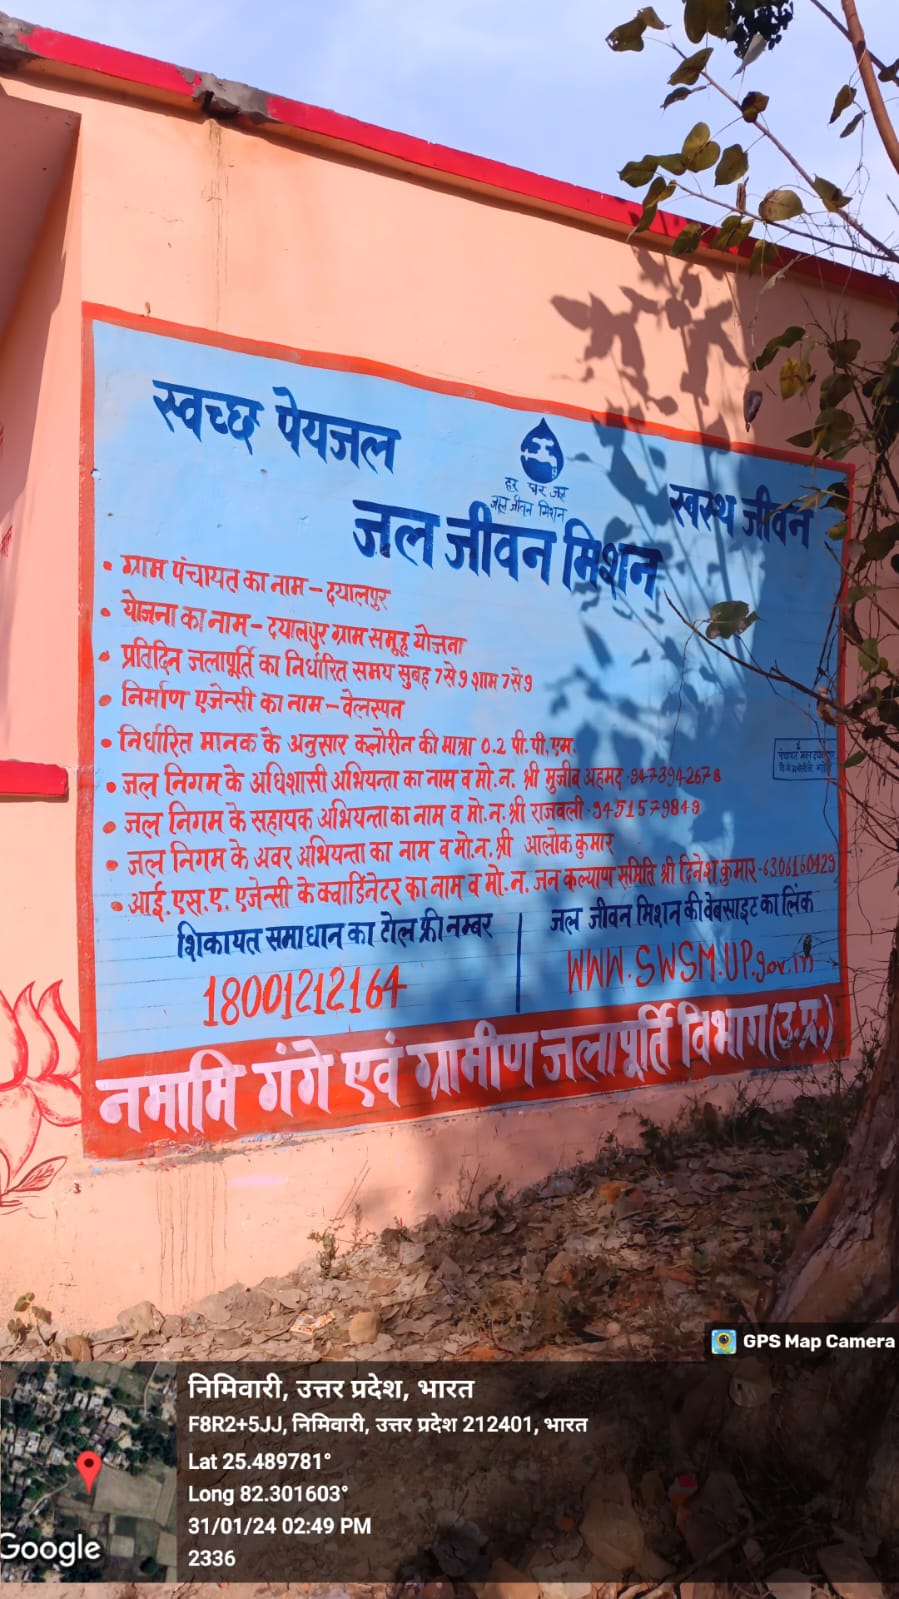 स्वच्छ पेयजल
हर घर जल
जल जीवन मिशन
स्वस्थ जीवन
जल जीवन मिशन
• ग्राम पंचायत का नाम – दयालपुर
• योजना का नाम – दयालपुर ग्राम समूह योजना
• प्रतिदिन जलापूर्ति का निर्धारित समय सुबह 7 से 9 शाम 7 से 9
• निर्माण एजेन्सी का नाम – वेलस्पन
• निर्धारित मानक के अनुसार क्लोरीन की मात्रा 0.2 पी.पी.एम.
• जल निगम के अधिशासी अभियन्ता का नाम व मो.न. श्री मुजीब अहमद - 9473942678
• जल निगम के सहायक अभियन्ता का नाम व मो.न. श्री राजबली - 9451579849
• जल निगम के अवर अभियन्ता का नाम व मो.न. श्री आलोक कुमार
• आई.एस.ए. एजेन्सी के क्वार्डिनेटर का नाम व मो.न. जन कल्याण समिति श्री दिनेश कुमार - 6306160429
शिकायत समाधान का टोल फ्री नम्बर
18001212164
जल जीवन मिशन की वेबसाइट का लिंक
WWW.SWSM.UP.gov.in
नमामि गंगे एवं ग्रामीण जलापूर्ति विभाग (उ.प्र.)
GPS Map Camera
निमिवारी, उत्तर प्रदेश, भारत
F8R2+5JJ, निमिवारी, उत्तर प्रदेश 212401, भारत
Lat 25.489781°
Long 82.301603°
31/01/24 02:49 PM
2336
Google